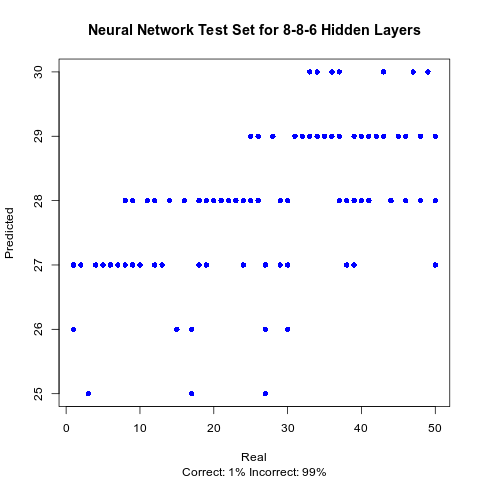 Neural Network Test Set for 8-8-6 Hidden Layers
30
29
28
27
26
25
Predicted
0 10 20 30 40 50
Real
Correct: 1% Incorrect: 99%